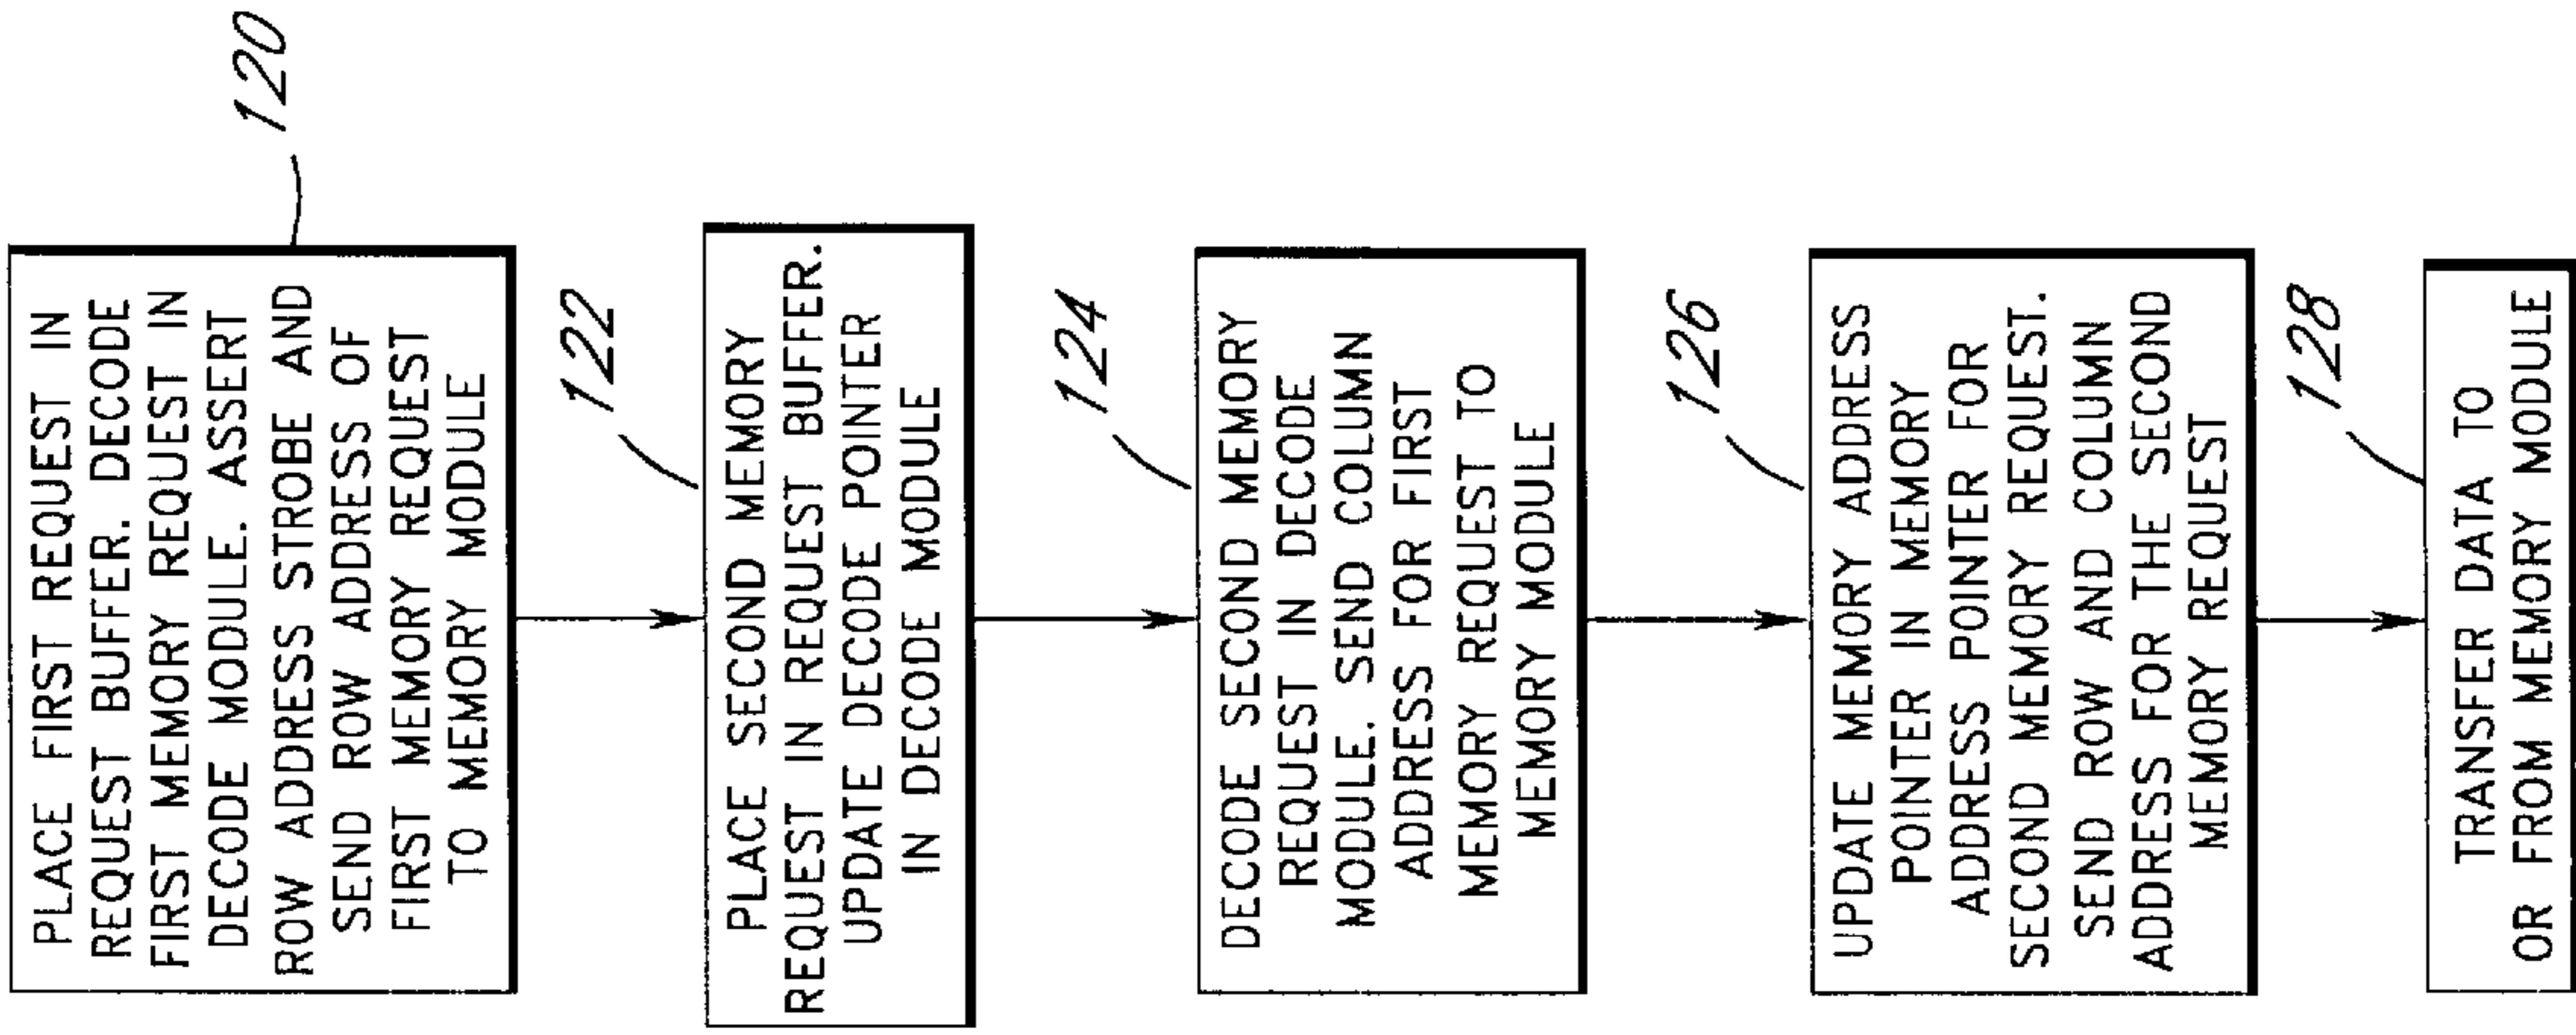 PLACE FIRST REQUEST IN
REQUEST BUFFER. DECODE
FIRST MEMORY REQUEST IN
DECODE MODULE. ASSERT
ROW ADDRESS STROBE AND
SEND ROW ADDRESS OF
FIRST MEMORY REQUEST
TO MEMORY MODULE
120
PLACE SECOND MEMORY
REQUEST IN REQUEST BUFFER.
UPDATE DECODE POINTER
IN DECODE MODULE
122
DECODE SECOND MEMORY
REQUEST IN DECODE
MODULE. SEND COLUMN
ADDRESS FOR FIRST
MEMORY REQUEST TO
MEMORY MODULE
124
UPDATE MEMORY ADDRESS
POINTER IN MEMORY
ADDRESS POINTER FOR
SECOND MEMORY REQUEST.
SEND ROW AND COLUMN
ADDRESS FOR THE SECOND
MEMORY REQUEST
126
TRANSFER DATA TO
OR FROM MEMORY MODULE
128